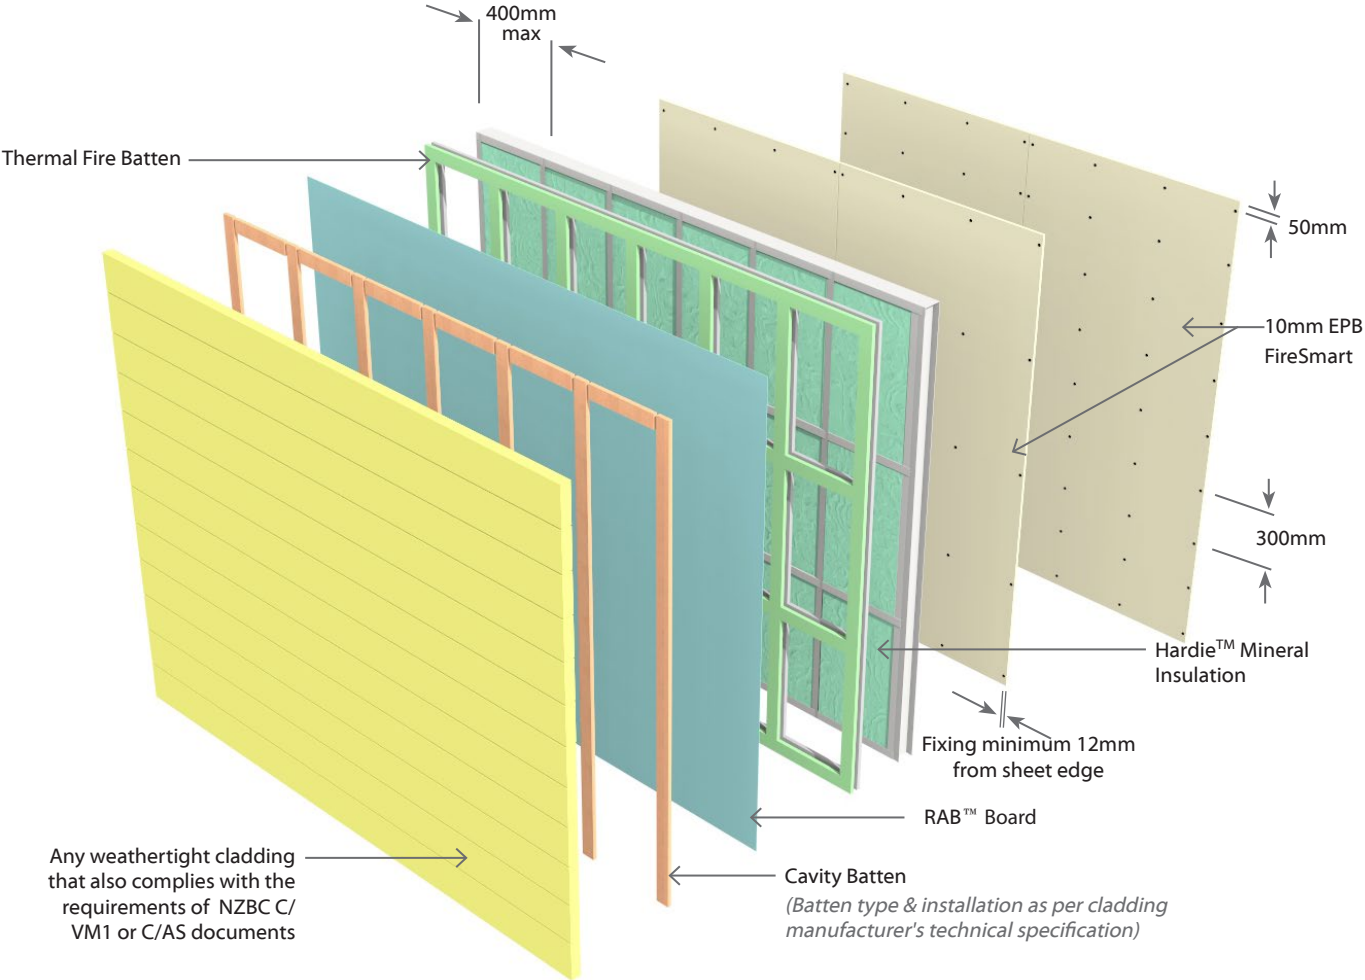 400mm
max
Thermal Fire Batten
50mm
10mm EPB
FireSmart
300mm
Hardie™ Mineral
Insulation
Fixing minimum 12mm
from sheet edge
RAB™ Board
Cavity Batten
(Batten type & installation as per cladding
manufacturer's technical specification)
Any weathertight cladding
that also complies with the
requirements of NZBC C/
VM1 or C/AS documents